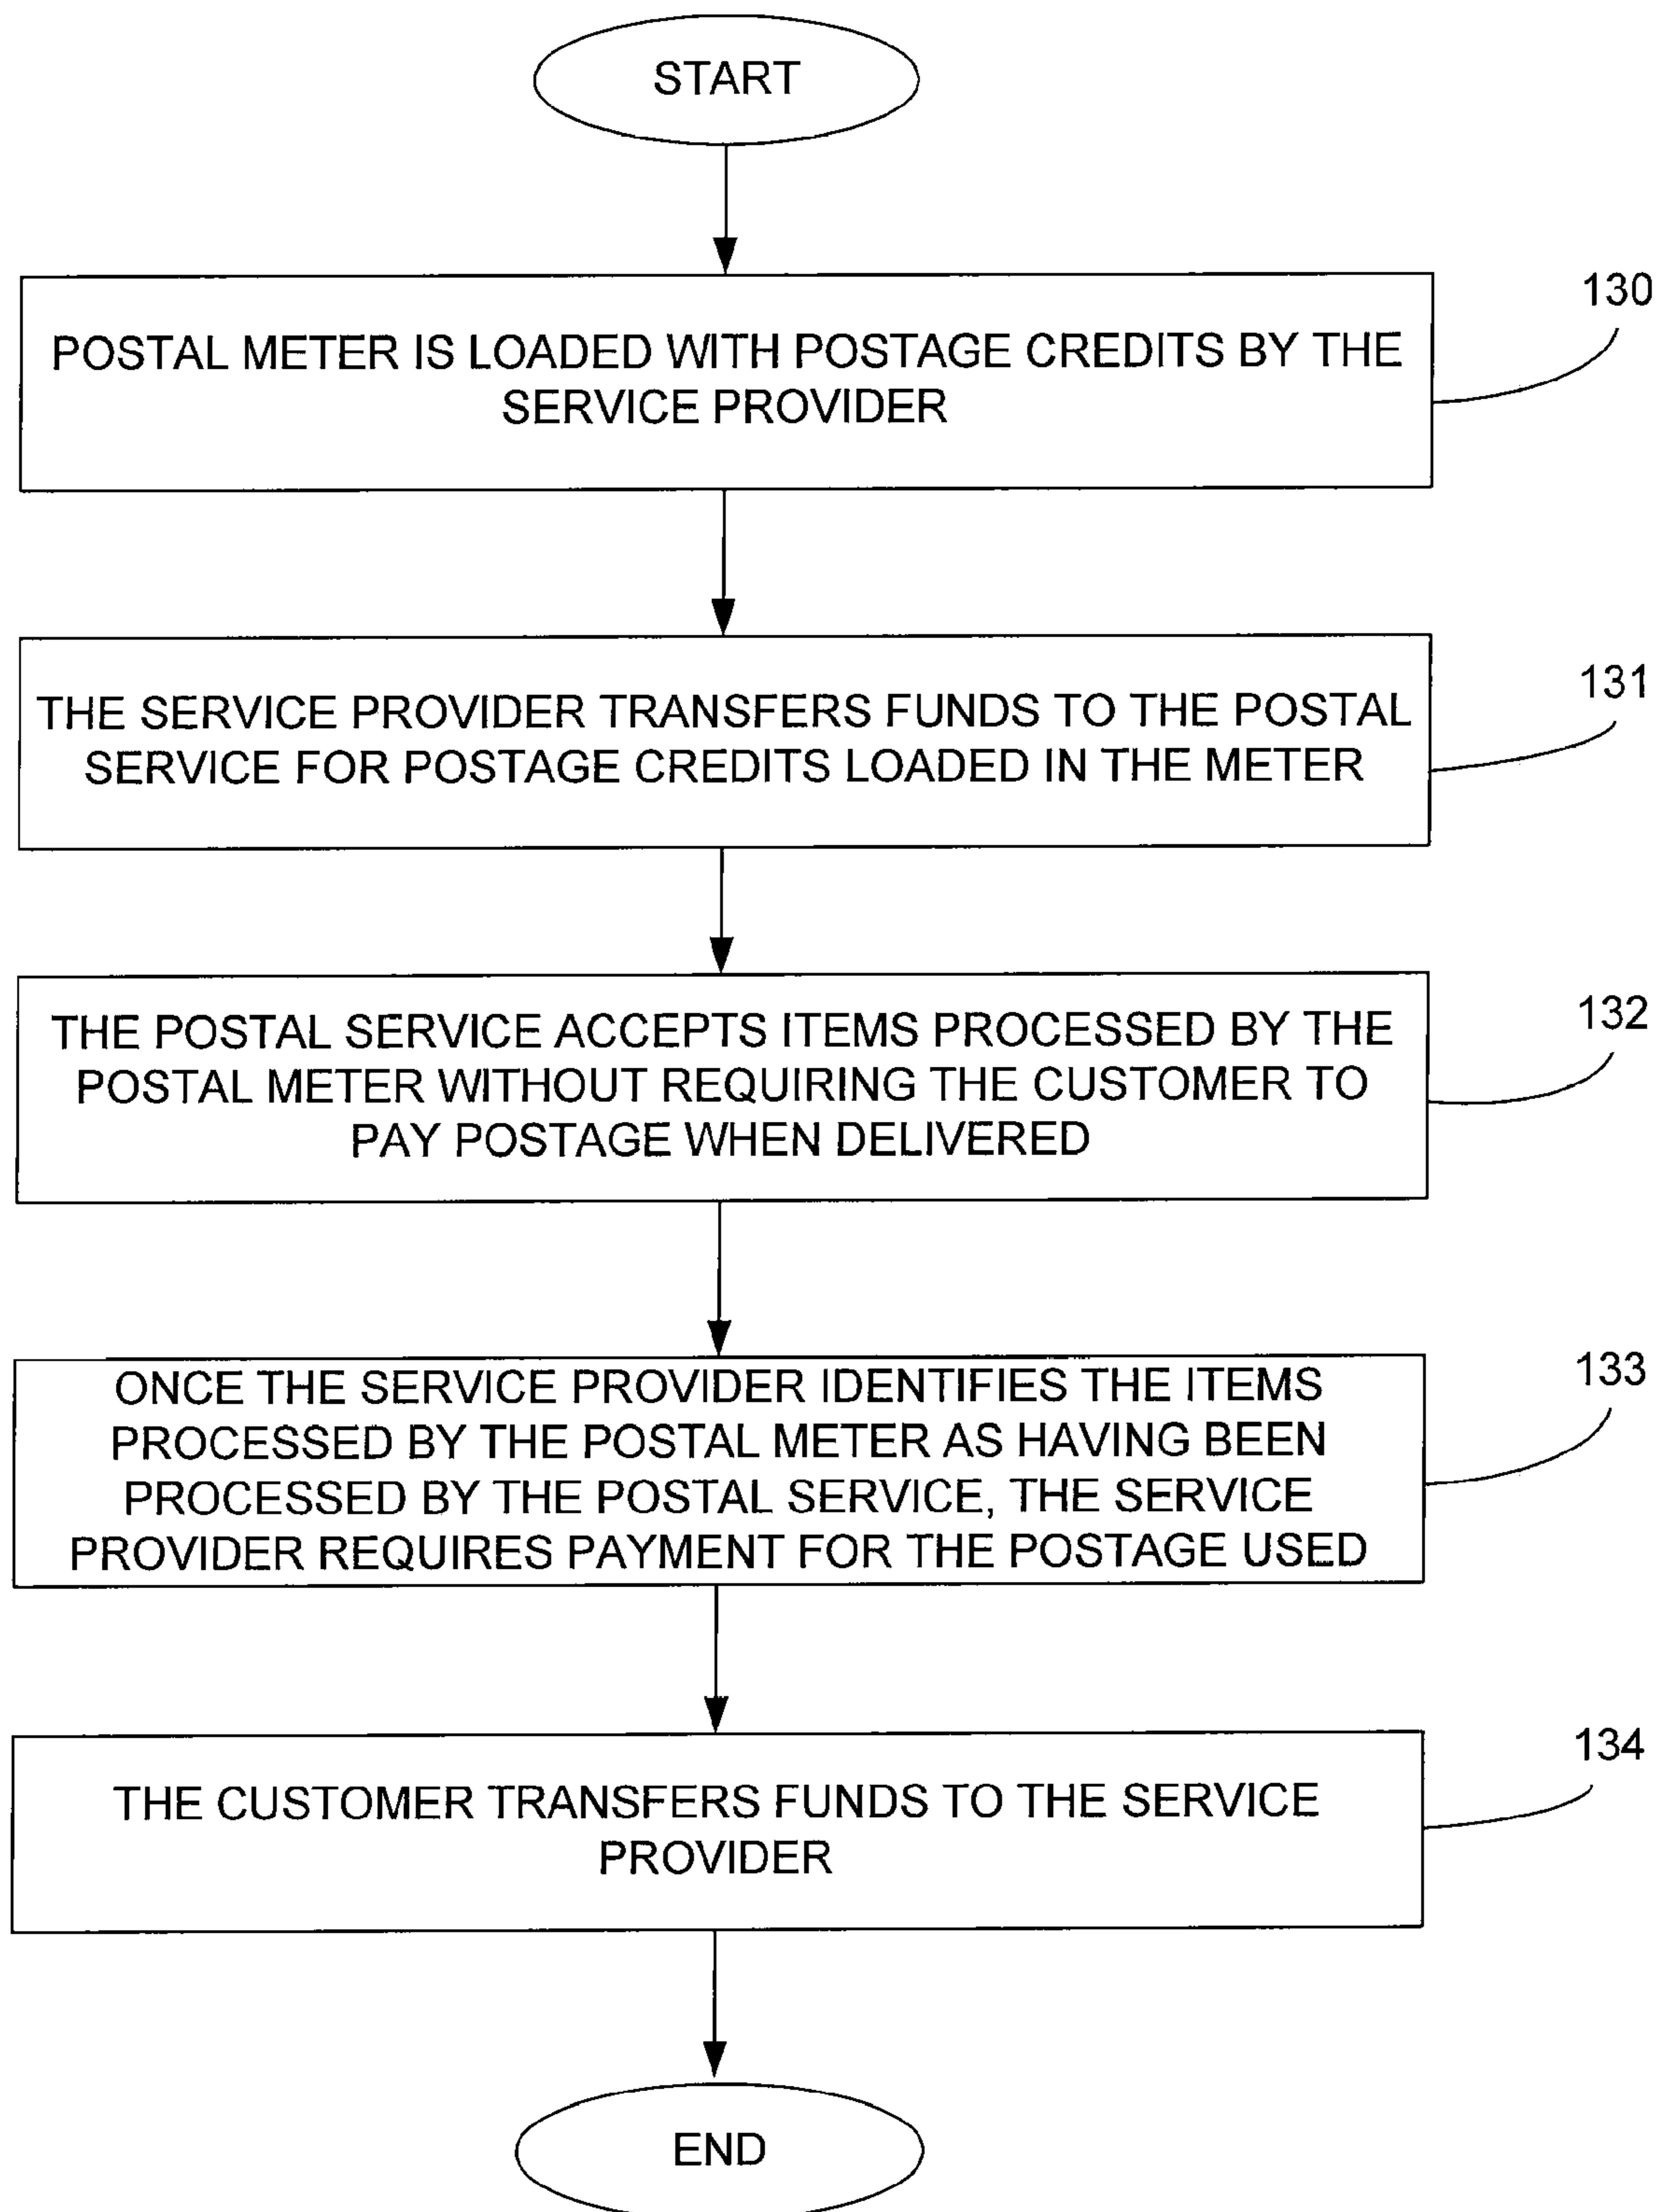 START
130
POSTAL METER IS LOADED WITH POSTAGE CREDITS BY THE
SERVICE PROVIDER
131
THE SERVICE PROVIDER TRANSFERS FUNDS TO THE POSTAL
SERVICE FOR POSTAGE CREDITS LOADED IN THE METER
132
THE POSTAL SERVICE ACCEPTS ITEMS PROCESSED BY THE
POSTAL METER WITHOUT REQUIRING THE CUSTOMER TO
PAY POSTAGE WHEN DELIVERED
133
ONCE THE SERVICE PROVIDER IDENTIFIES THE ITEMS
PROCESSED BY THE POSTAL METER AS HAVING BEEN
PROCESSED BY THE POSTAL SERVICE, THE SERVICE
PROVIDER REQUIRES PAYMENT FOR THE POSTAGE USED
134
THE CUSTOMER TRANSFERS FUNDS TO THE SERVICE
PROVIDER
END